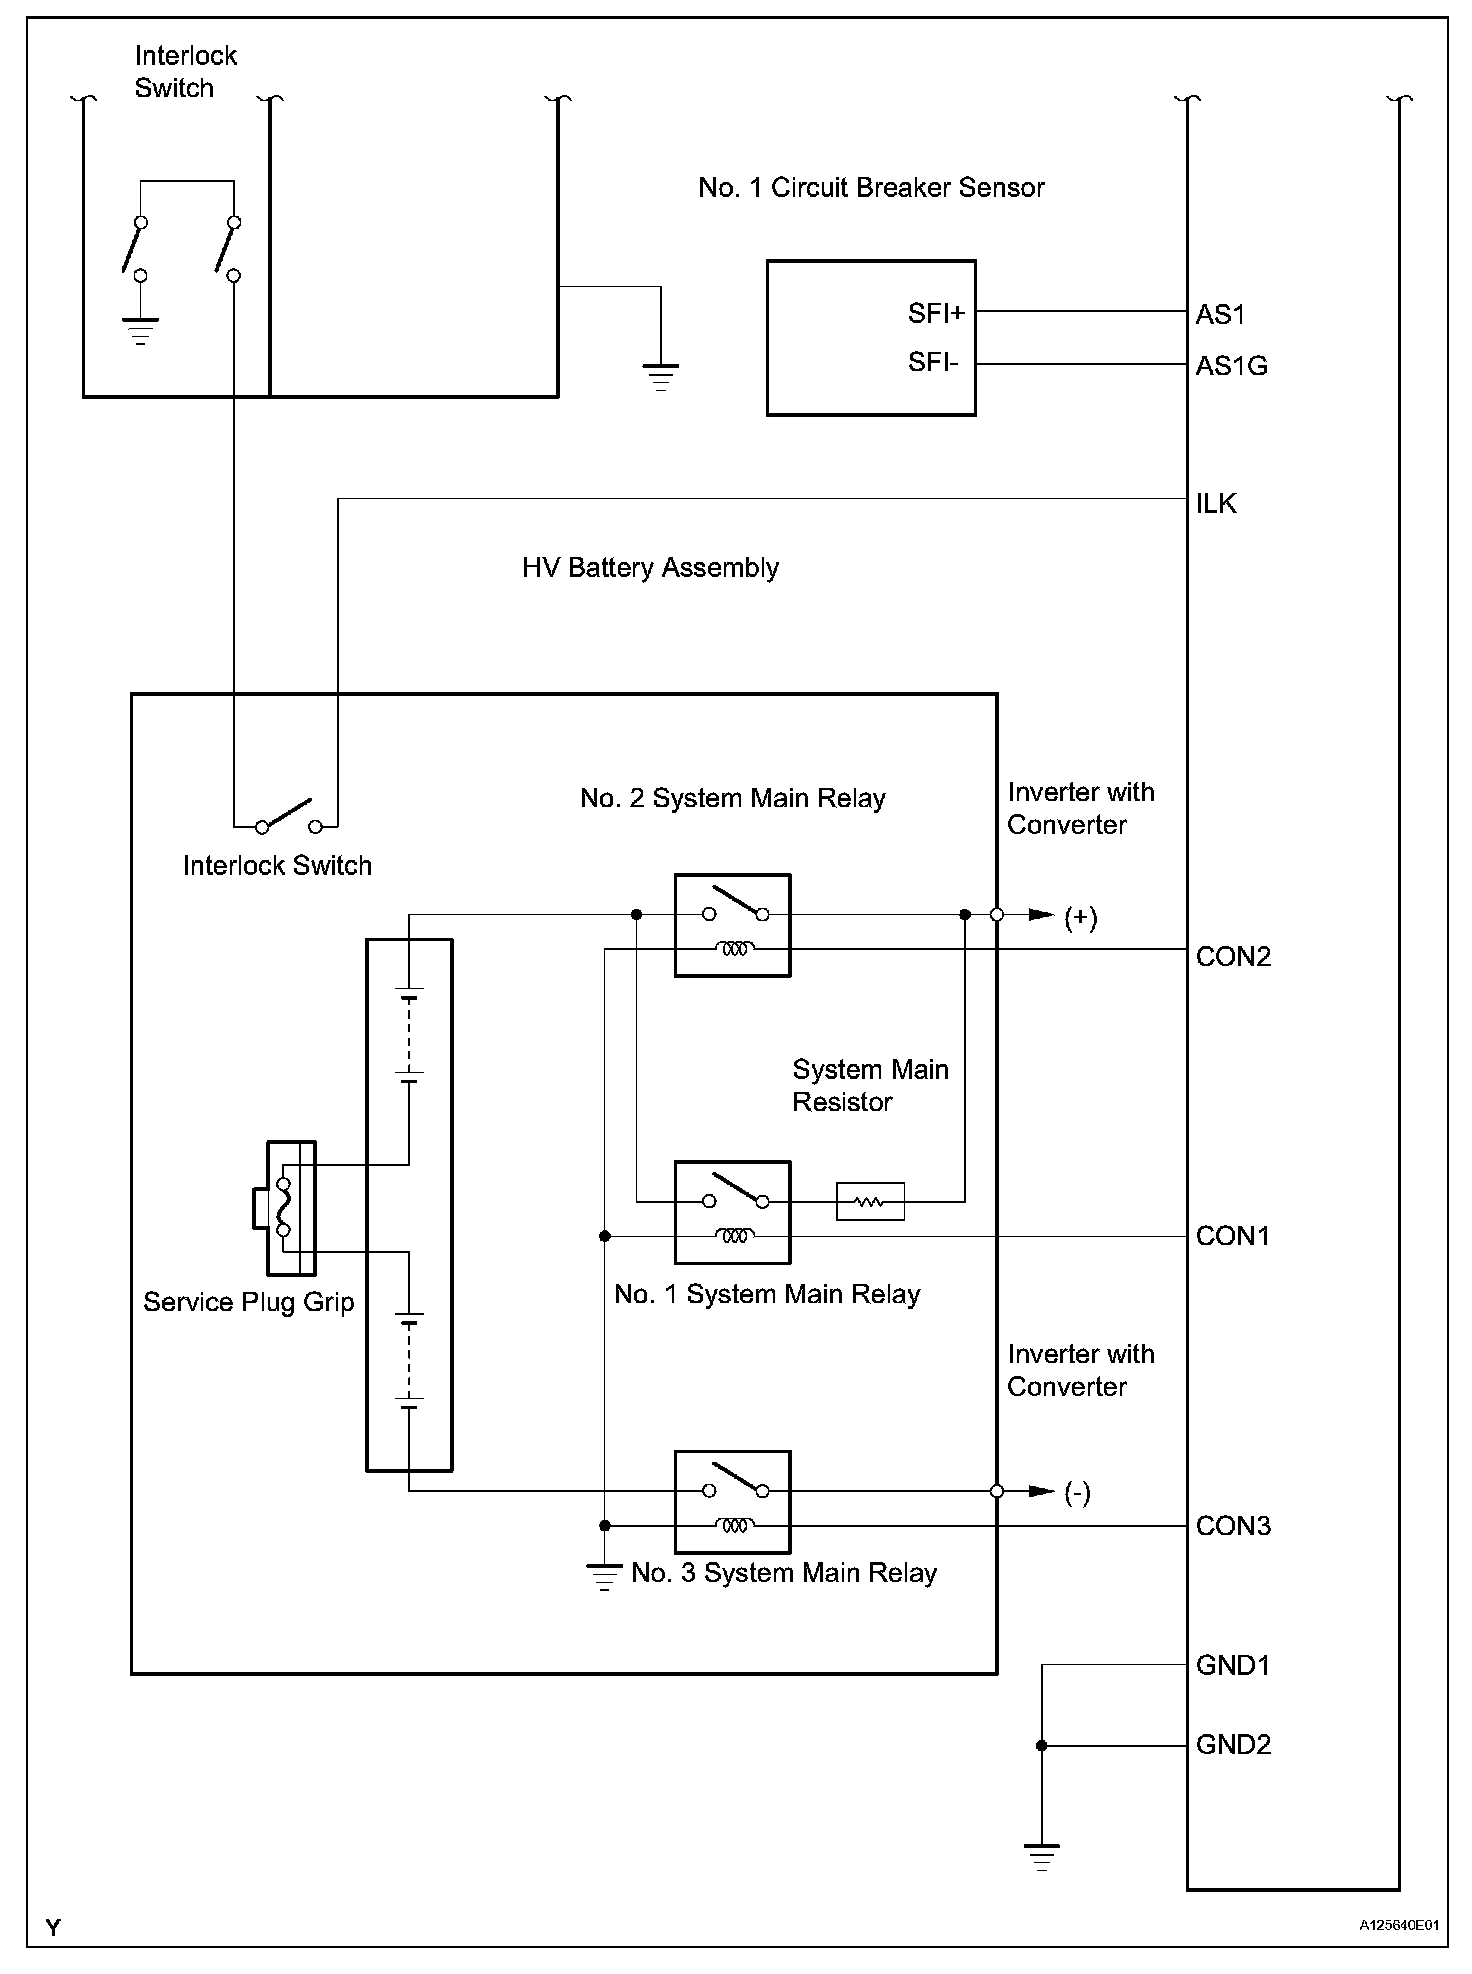 Interlock
Switch
No. 1 Circuit Breaker Sensor
SFI+
AS1
SFI-
AS1G
ILK
HV Battery Assembly
No. 2 System Main Relay
Inverter with
Converter
Interlock Switch
(+)
CON2
System Main
Resistor
CON1
No. 1 System Main Relay
Service Plug Grip
Inverter with
Converter
(-)
CON3
No. 3 System Main Relay
GND1
GND2
Y
A125640E01